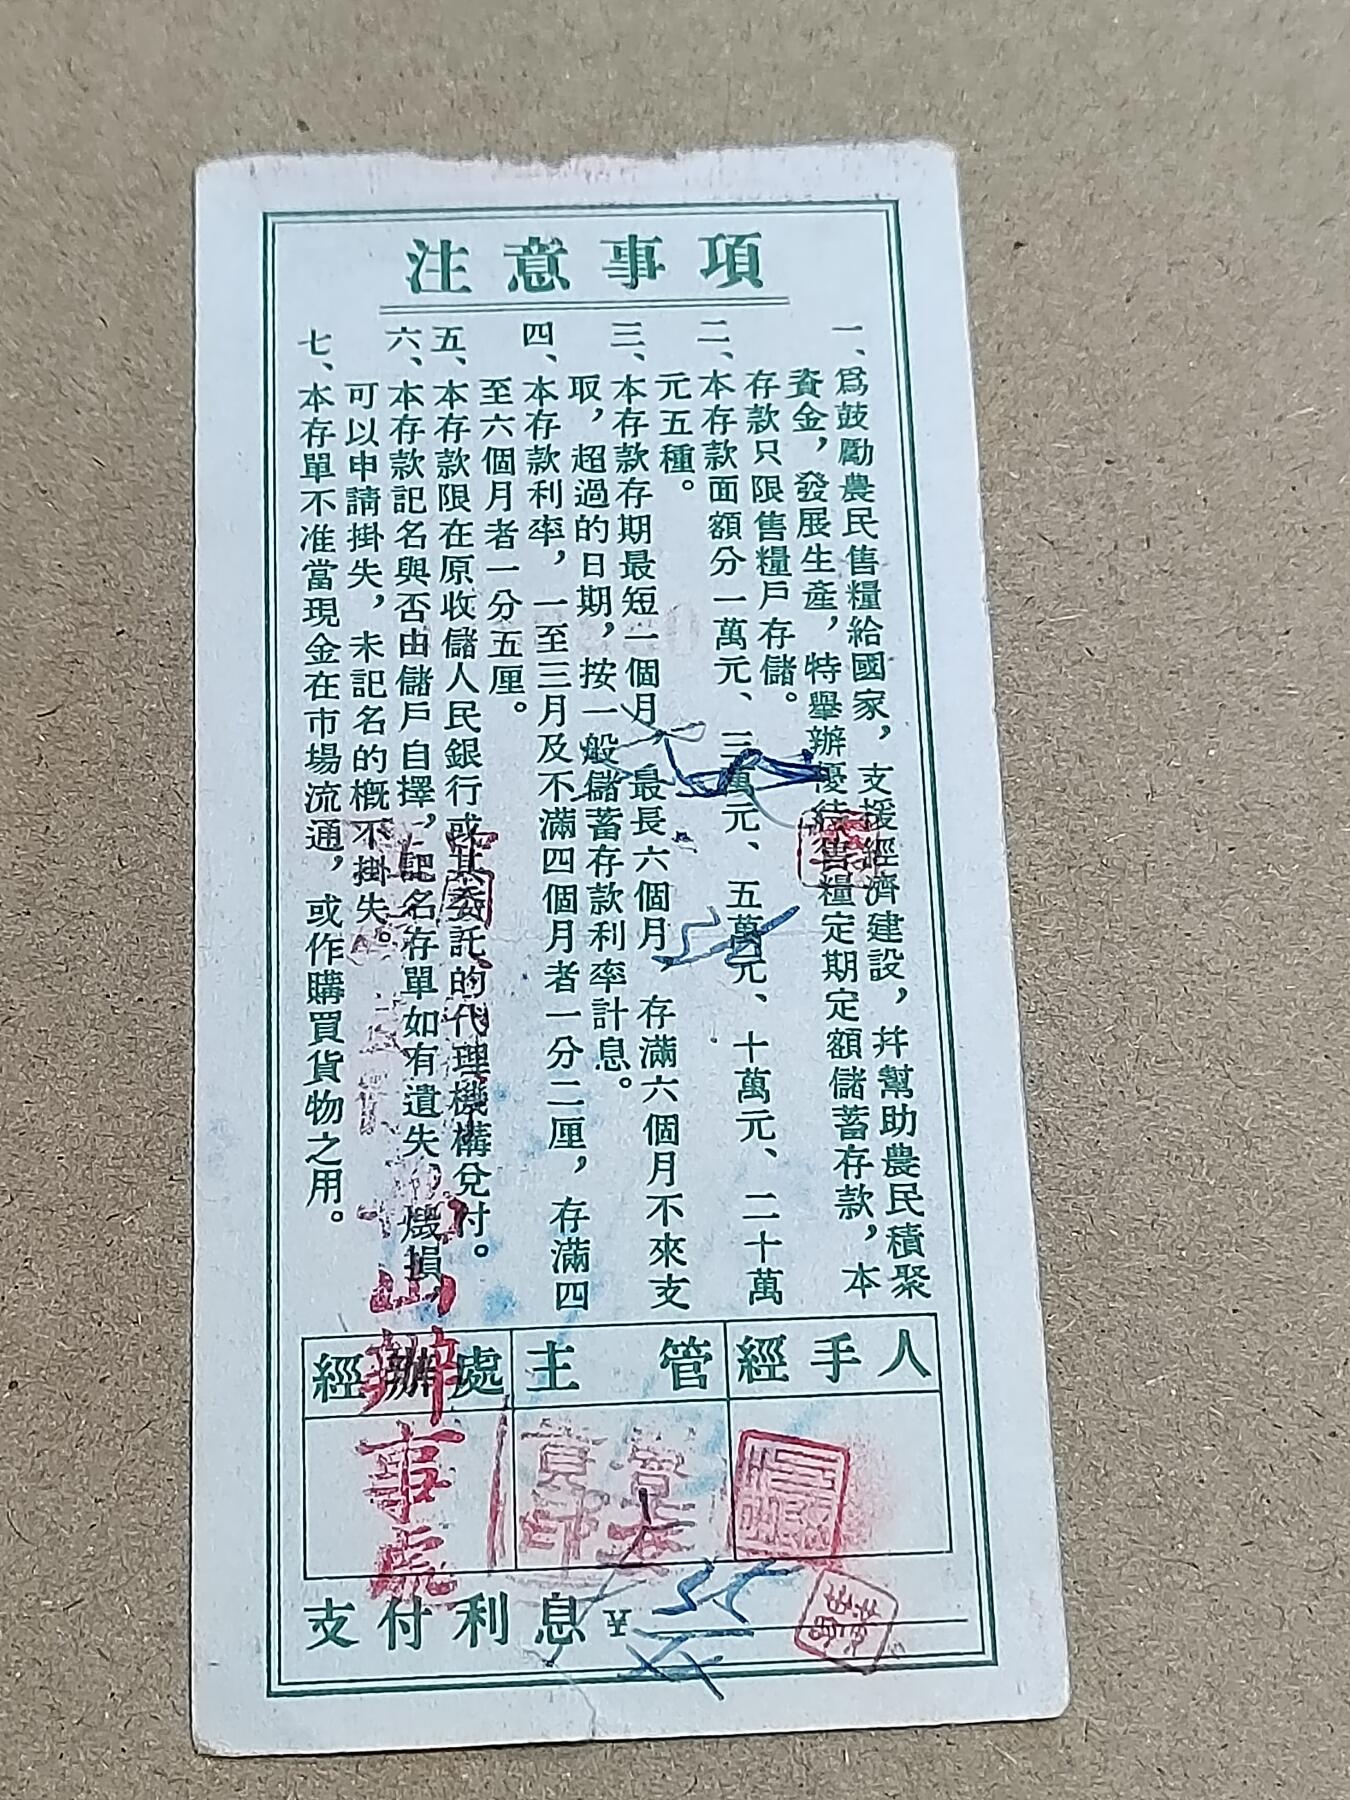 注意事項
一、爲鼓勵農民售糧給國家，支援經濟建設，幷幫助農民積聚
資金，發展生產，特舉辦優待售糧定期定額儲蓄存款，本
存款只限售糧戶存儲。
二、本存款面額分一萬元、三萬元、五萬元、十萬元、二十萬
元五種。
三、本存款存期最短一個月，最長六個月，存滿六個月不來支
取，超過的日期，按一般儲蓄存款利率計息。
四、本存款利率，一至三月及不滿四個月者一分二厘，存滿四
至六個月者一分五厘。
五、本存款限在原收儲人民銀行或其委託的代理機構兌付。
六、本存款記名與否由儲戶自擇，記名存單如有遺失 燬損，
可以申請掛失，未記名的概不掛失。
七、本存單不准當現金在市場流通，或作購買貨物之用。
經辦處 主管 經手人
山辦事處
支付利息 ¥